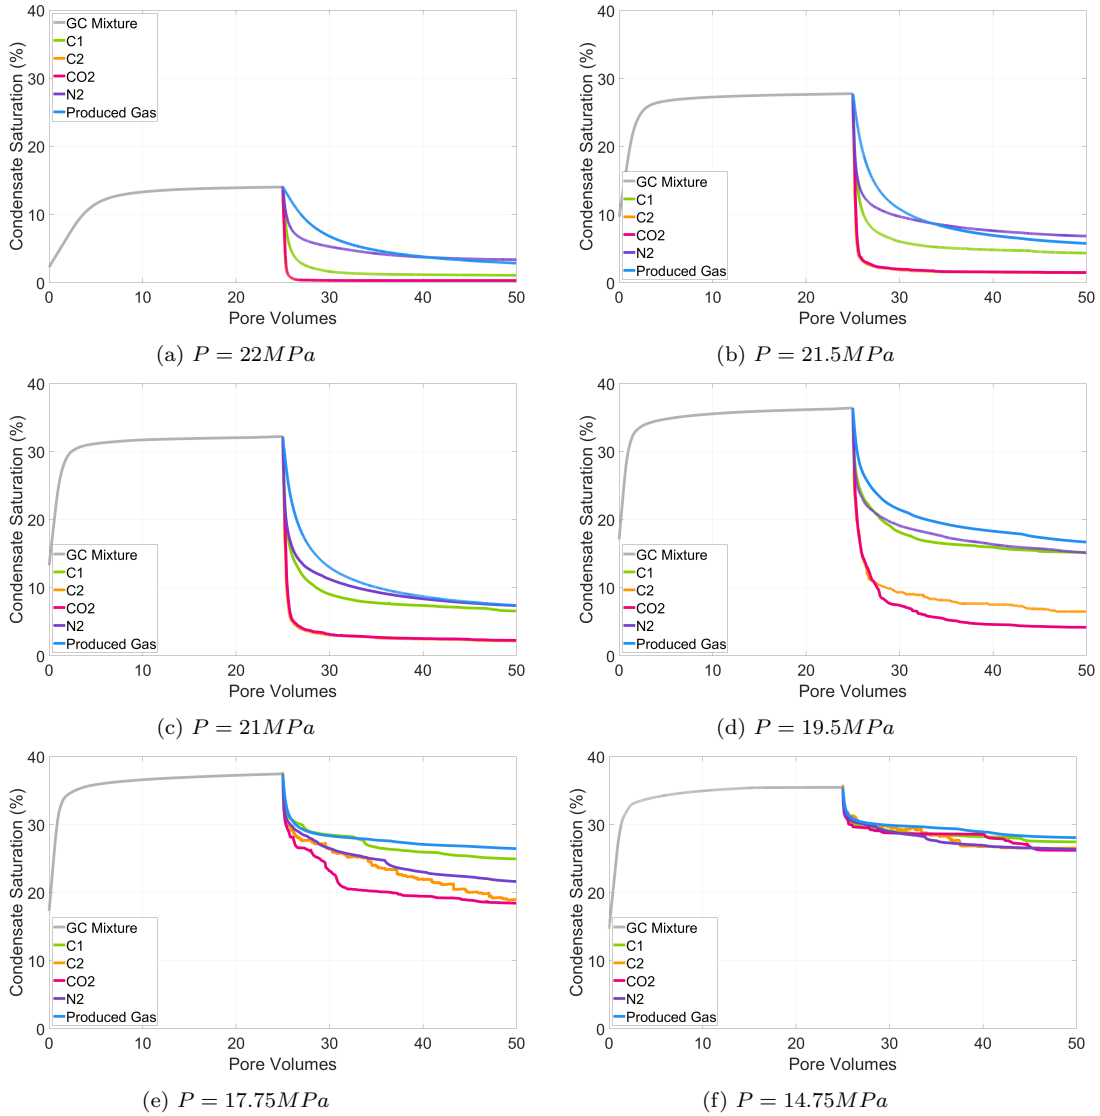 40
30
20
10
0
Condensate Saturation (%)
GC Mixture
C1
C2
CO2
N2
Produced Gas
0 10 20 30 40 50
Pore Volumes
(a) P = 22MPa
40
30
20
10
0
Condensate Saturation (%)
GC Mixture
C1
C2
CO2
N2
Produced Gas
0 10 20 30 40 50
Pore Volumes
(b) P = 21.5MPa
40
30
20
10
0
Condensate Saturation (%)
GC Mixture
C1
C2
CO2
N2
Produced Gas
0 10 20 30 40 50
Pore Volumes
(c) P = 21MPa
40
30
20
10
0
Condensate Saturation (%)
GC Mixture
C1
C2
CO2
N2
Produced Gas
0 10 20 30 40 50
Pore Volumes
(d) P = 19.5MPa
40
30
20
10
0
Condensate Saturation (%)
GC Mixture
C1
C2
CO2
N2
Produced Gas
0 10 20 30 40 50
Pore Volumes
(e) P = 17.75MPa
40
30
20
10
0
Condensate Saturation (%)
GC Mixture
C1
C2
CO2
N2
Produced Gas
0 10 20 30 40 50
Pore Volumes
(f) P = 14.75MPa